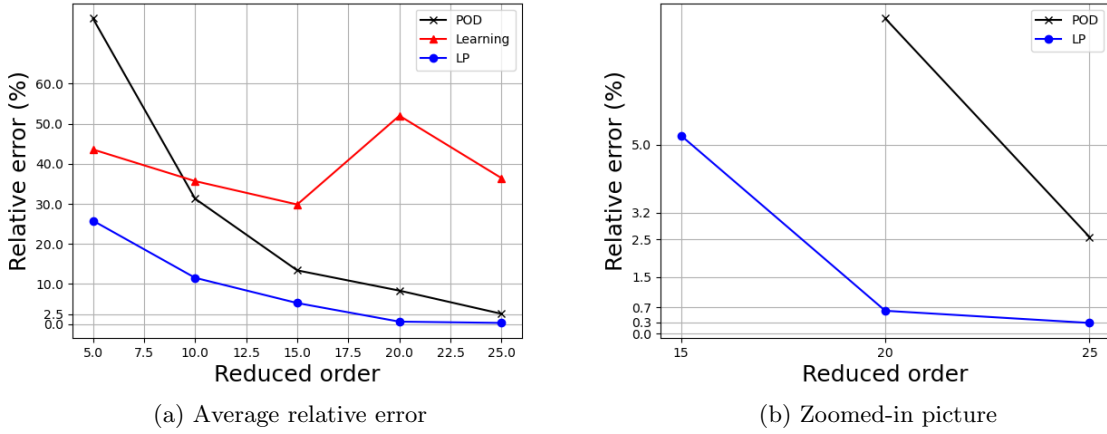 POD
Learning
LP
Relative error (%)
60.0
50.0
40.0
30.0
20.0
10.0
2.5
0.0
5.0 7.5 10.0 12.5 15.0 17.5 20.0 22.5 25.0
Reduced order
(a) Average relative error
POD
LP
Relative error (%)
5.0
3.2
2.5
1.5
0.7
0.3
0.0
15 20 25
Reduced order
(b) Zoomed-in picture